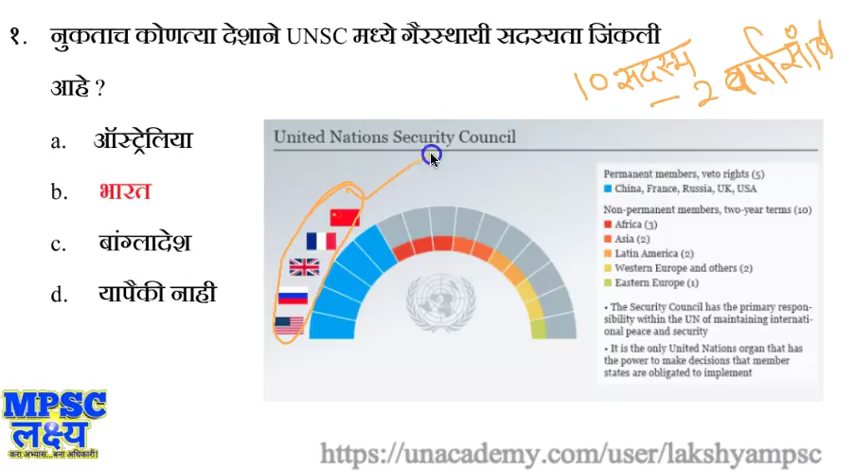 १. नुकताच कोणत्या देशाने UNSC मध्ये गैरस्थायी सदस्यता जिंकली
आहे ?
10 सदस्य
— 2 वर्षासाठी
a. ऑस्ट्रेलिया
b. भारत
c. बांग्लादेश
d. यापैकी नाही
United Nations Security Council
Permanent members, veto rights (5)
China, France, Russia, UK, USA
Non-permanent members, two-year terms (10)
Africa (3)
Asia (2)
Latin America (2)
Western Europe and others (2)
Eastern Europe (1)
• The Security Council has the primary respon-
sibility within the UN of maintaining internati-
onal peace and security
• It is the only United Nations organ that has
the power to make decisions that member
states are obligated to implement
MPSC
लक्ष्य
करा अभ्यास...बना अधिकारी!
https://unacademy.com/user/lakshyampsc